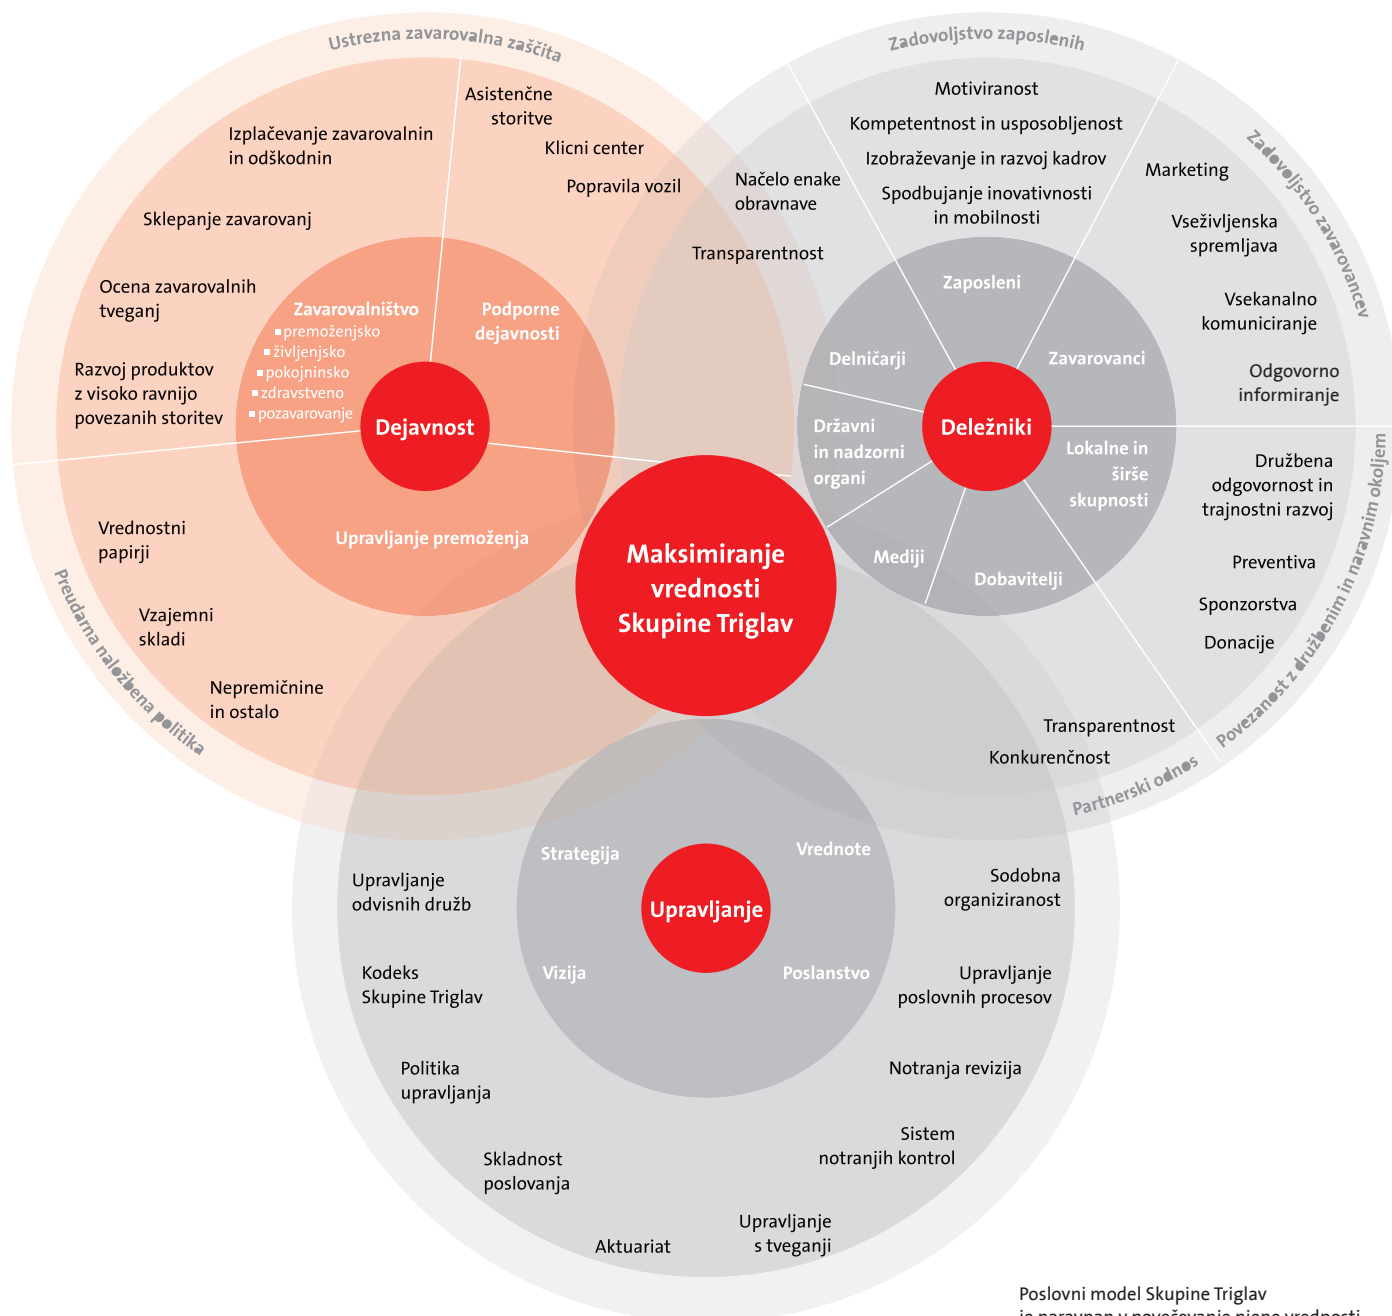 Ustrezna zavarovalna zaščita
Asistenčne
storitve
Klicni center
Popravila vozil
Izplačevanje zavarovalnin
in odškodnin
Sklepanje zavarovanj
Ocena zavarovalnih
tveganj
Razvoj produktov
z visoko ravnijo
povezanih storitev
Zavarovalništvo
premoženjsko
življenjsko
pokojninsko
zdravstveno
pozavarovanje
Podporne
dejavnosti
Dejavnost
Upravljanje premoženja
Vrednostni
papirji
Vzajemni
skladi
Nepremičnine
in ostalo
Preudarna naložbena politika
Zadovoljstvo zaposlenih
Motiviranost
Kompetentnost in usposobljenost
Izobraževanje in razvoj kadrov
Spodbujanje inovativnosti
in mobilnosti
Načelo enake
obravnave
Transparentnost
Zadovoljstvo zavarovancev
Marketing
Vseživljenska
spremljava
Vsekanalno
komuniciranje
Odgovorno
informiranje
Zaposleni
Delničarji
Zavarovanci
Državni
in nadzorni
organi
Deležniki
Lokalne in
širše
skupnosti
Mediji
Dobavitelji
Družbena
odgovornost in
trajnostni razvoj
Preventiva
Sponzorstva
Donacije
Povezanost z družbenim in naravnim okoljem
Transparentnost
Konkurenčnost
Partnerski odnos
Maksimiranje
vrednosti
Skupine Triglav
Strategija
Vrednote
Upravljanje
Vizija
Poslanstvo
Upravljanje
odvisnih družb
Kodeks
Skupine Triglav
Politika
upravljanja
Skladnost
poslovanja
Aktuariat
Upravljanje
s tveganji
Sistem
notranjih kontrol
Notranja revizija
Upravljanje
poslovnih procesov
Sodobna
organiziranost
Poslovni model Skupine Triglav
je naravnan v povečevanje njene vrednosti